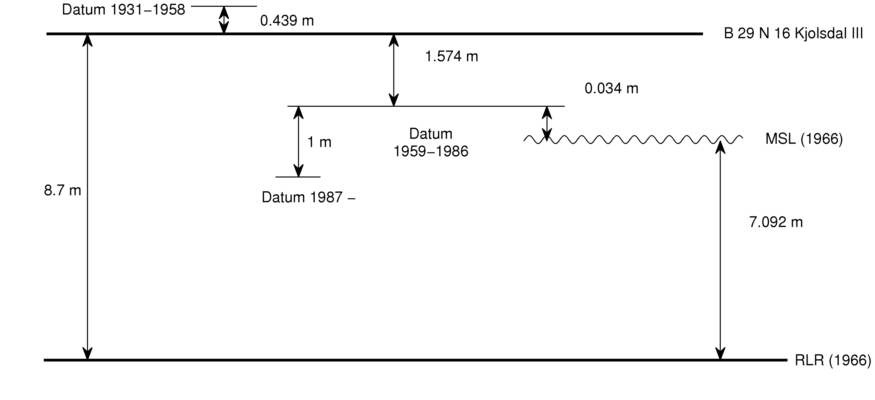 Datum 1931–1958
0.439 m
B 29 N 16 Kjolsdal III
1.574 m
0.034 m
1 m
Datum
1959–1986
MSL (1966)
8.7 m
Datum 1987 –
7.092 m
RLR (1966)